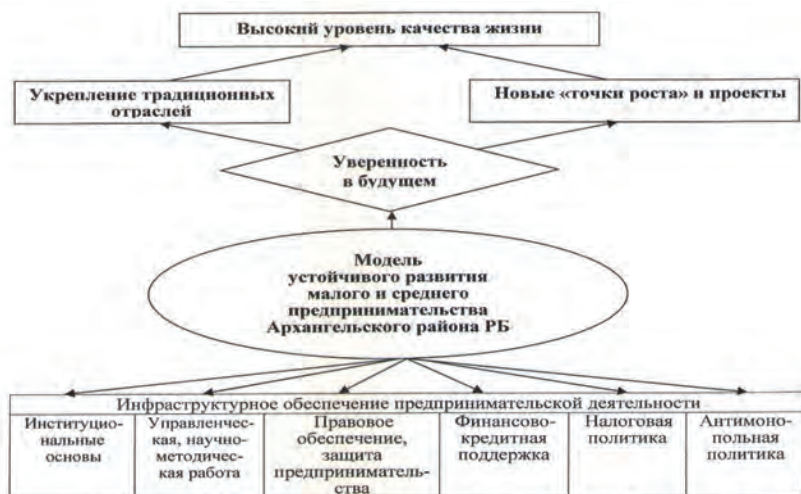 Высокий уровень качества жизни
Укрепление традиционных
отраслей
Новые «точки роста» и проекты
Уверенность
в будущем
Модель
устойчивого развития
малого и среднего
предпринимательства
Архангельского района РБ
Инфраструктурное обеспечение предпринимательской деятельности
Институцио-
нальные
основы
Управленчес-
кая, научно-
методичес-
кая работа
Правовое
обеспечение,
защита
предприниматель-
ства
Финансово-
кредитная
поддержка
Налоговая
политика
Антимоно-
польная
политика